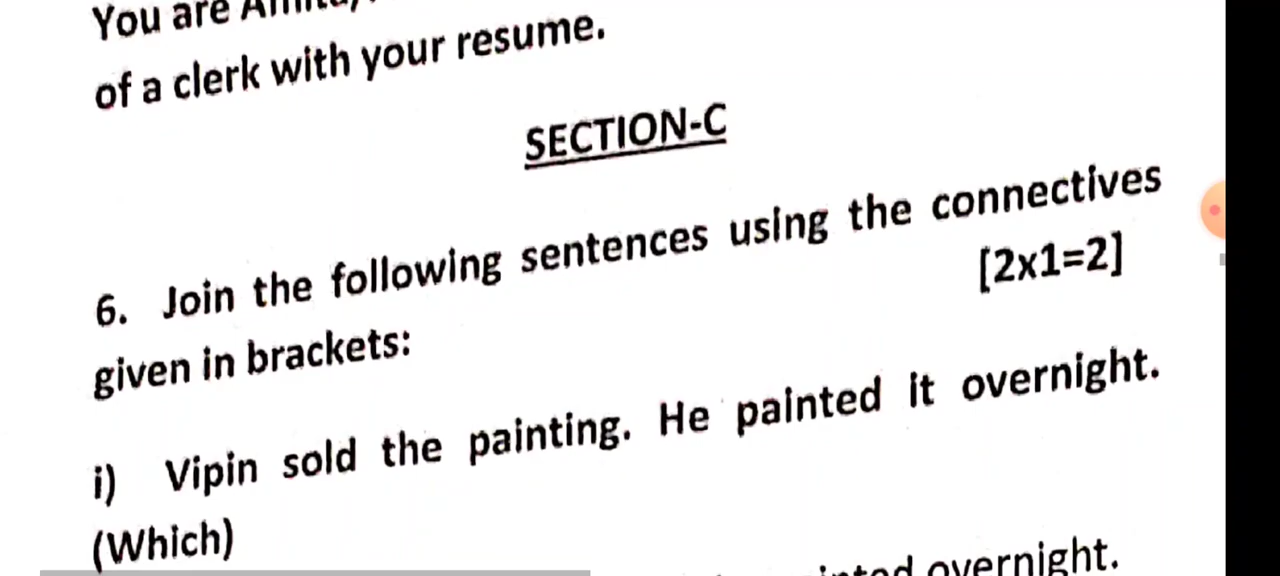 You are
of a clerk with your resume.
SECTION-C
6. Join the following sentences using the connectives
given in brackets: [2x1=2]
i) Vipin sold the painting. He painted it overnight.
(Which)
overnight.